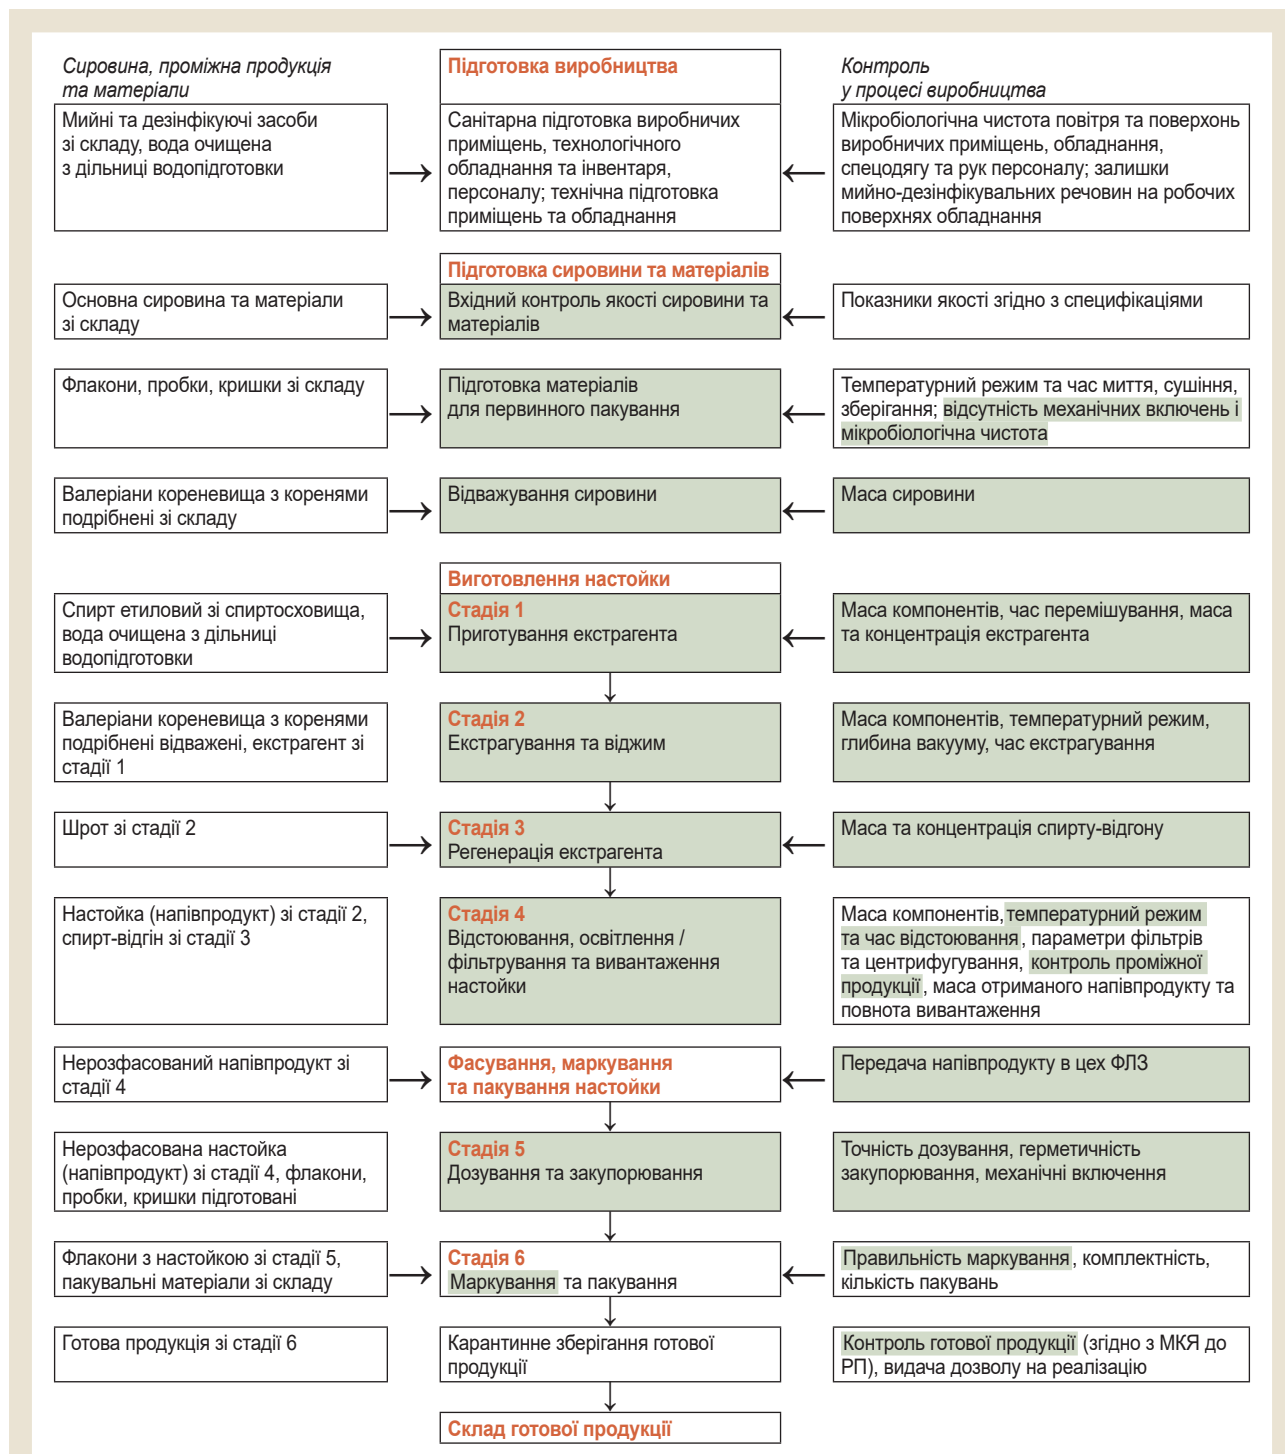 Сировина, проміжна продукція
та матеріали
Підготовка виробництва
Контроль
у процесі виробництва
Мийні та дезінфікуючі засоби
зі складу, вода очищена
з дільниці водопідготовки
Санітарна підготовка виробничих
приміщень, технологічного
обладнання та інвентаря,
персоналу; технічна підготовка
приміщень та обладнання
Мікробіологічна чистота повітря та поверхонь
виробничих приміщень, обладнання,
спецодягу та рук персоналу; залишки
мийно-дезінфікувальних речовин на робочих
поверхнях обладнання
Підготовка сировини та матеріалів
Основна сировина та матеріали
зі складу
Вхідний контроль якості сировини та
матеріалів
Показники якості згідно з специфікаціями
Флакони, пробки, кришки зі складу
Підготовка матеріалів
для первинного пакування
Температурний режим та час миття, сушіння,
зберігання; відсутність механічних включень і
мікробіологічна чистота
Валеріани кореневища з коренями
подрібнені зі складу
Відважування сировини
Маса сировини
Виготовлення настойки
Спирт етиловий зі спиртосховища,
вода очищена з дільниці
водопідготовки
Стадія 1
Приготування екстрагента
Маса компонентів, час перемішування, маса
та концентрація екстрагента
Валеріани кореневища з коренями
подрібнені відважені, екстрагент зі
стадії 1
Стадія 2
Екстрагування та віджим
Маса компонентів, температурний режим,
глибина вакууму, час екстрагування
Шрот зі стадії 2
Стадія 3
Регенерація екстрагента
Маса та концентрація спирту-відгону
Настойка (напівпродукт) зі стадії 2,
спирт-відгін зі стадії 3
Стадія 4
Відстоювання, освітлення /
фільтрування та вивантаження
настойки
Маса компонентів, температурний режим
та час відстоювання, параметри фільтрів
та центрифугування, контроль проміжної
продукції, маса отриманого напівпродукту та
повнота вивантаження
Нерозфасований напівпродукт зі
стадії 4
Фасування, маркування
та пакування настойки
Передача напівпродукту в цех ФЛЗ
Нерозфасована настойка
(напівпродукт) зі стадії 4, флакони,
пробки, кришки підготовані
Стадія 5
Дозування та закупорювання
Точність дозування, герметичність
закупорювання, механічні включення
Флакони з настойкою зі стадії 5,
пакувальні матеріали зі складу
Стадія 6
Маркування та пакування
Правильність маркування, комплектність,
кількість пакувань
Готова продукція зі стадії 6
Карантинне зберігання готової
продукції
Контроль готової продукції (згідно з МКЯ до
РП), видача дозволу на реалізацію
Склад готової продукції